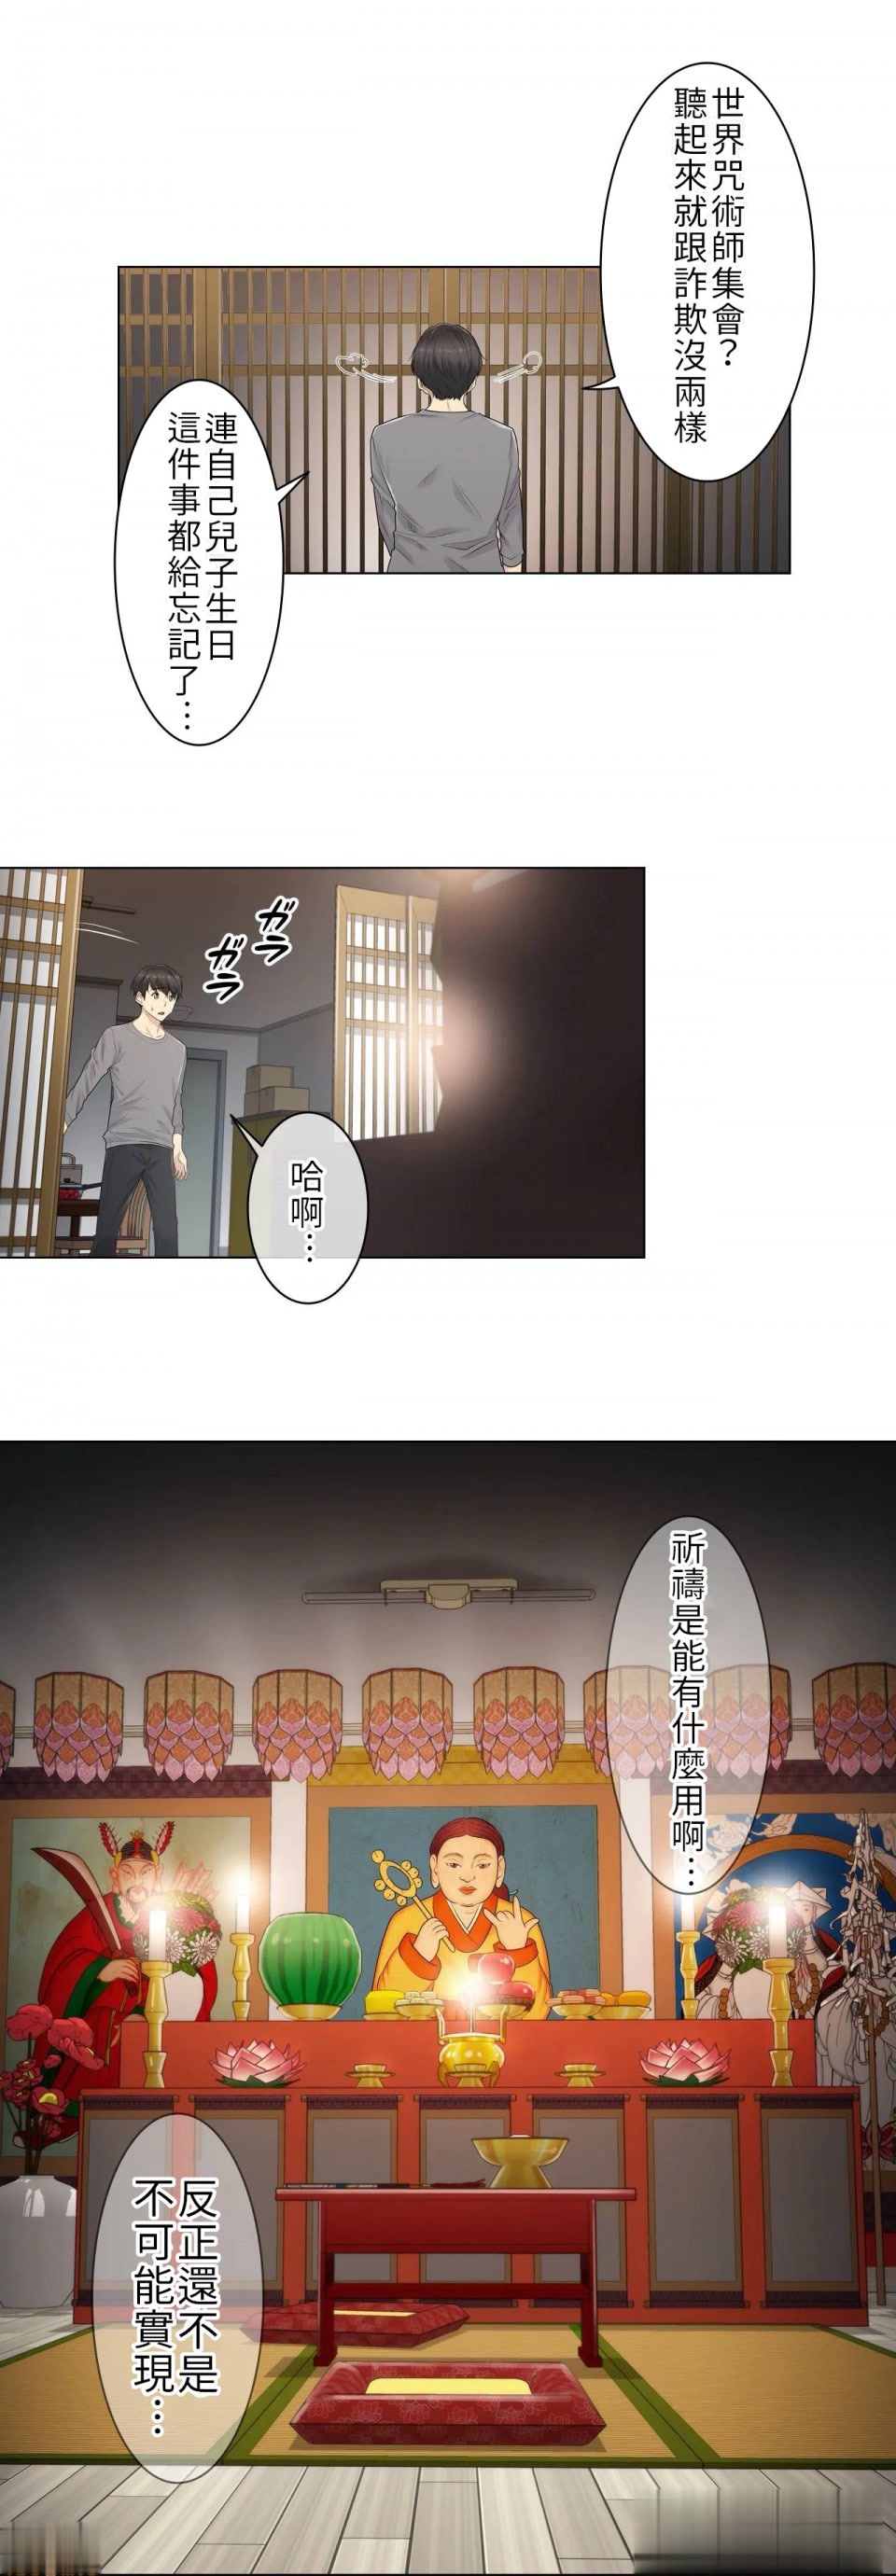 世界咒術師集會？
聽起來就跟詐欺沒兩樣
連自己兒子生日
這件事都給忘記了…
ガラ
ガラ
哈啊…
祈禱是能有什麼用啊…
反正還不是
不可能實現…